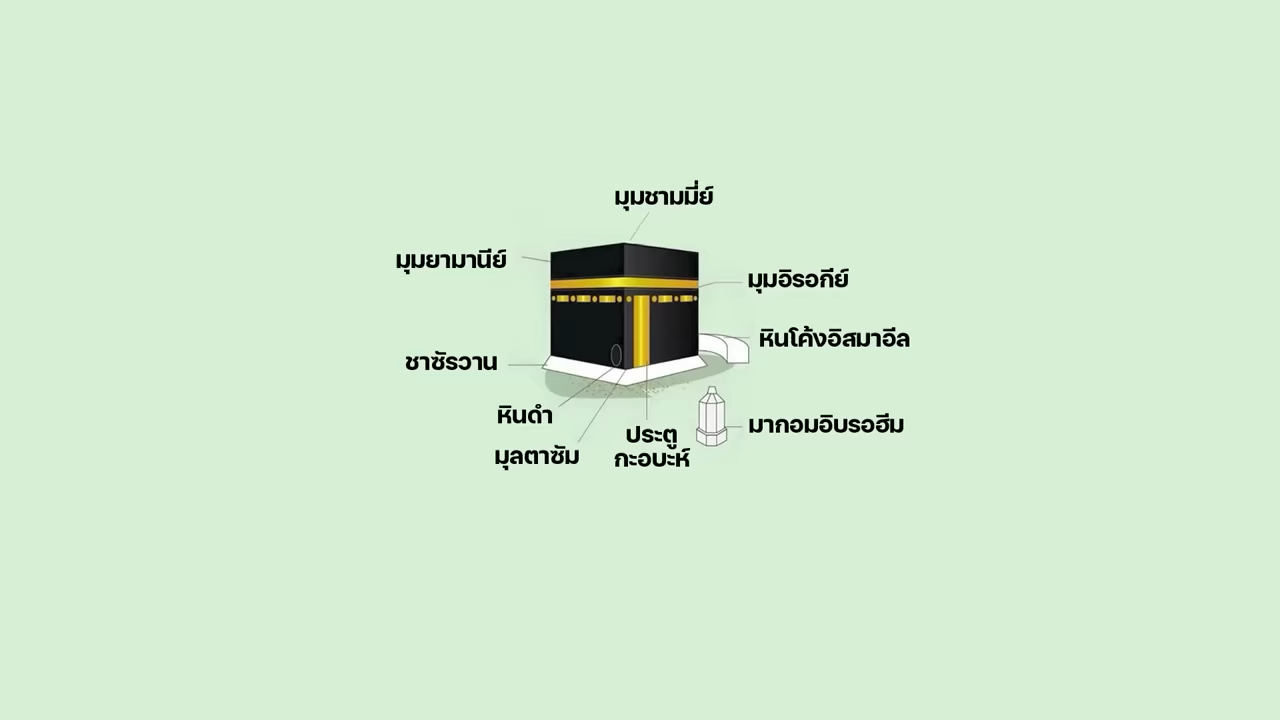 มุมชามมี่ย์
มุมยามานีย์
มุมอิรอกีย์
หินโค้งอิสมาอีล
ชาซัรวาน
หินดำ
มากอมอิบรอฮีม
ประตู
กะอบะห์
มุลตาซัม